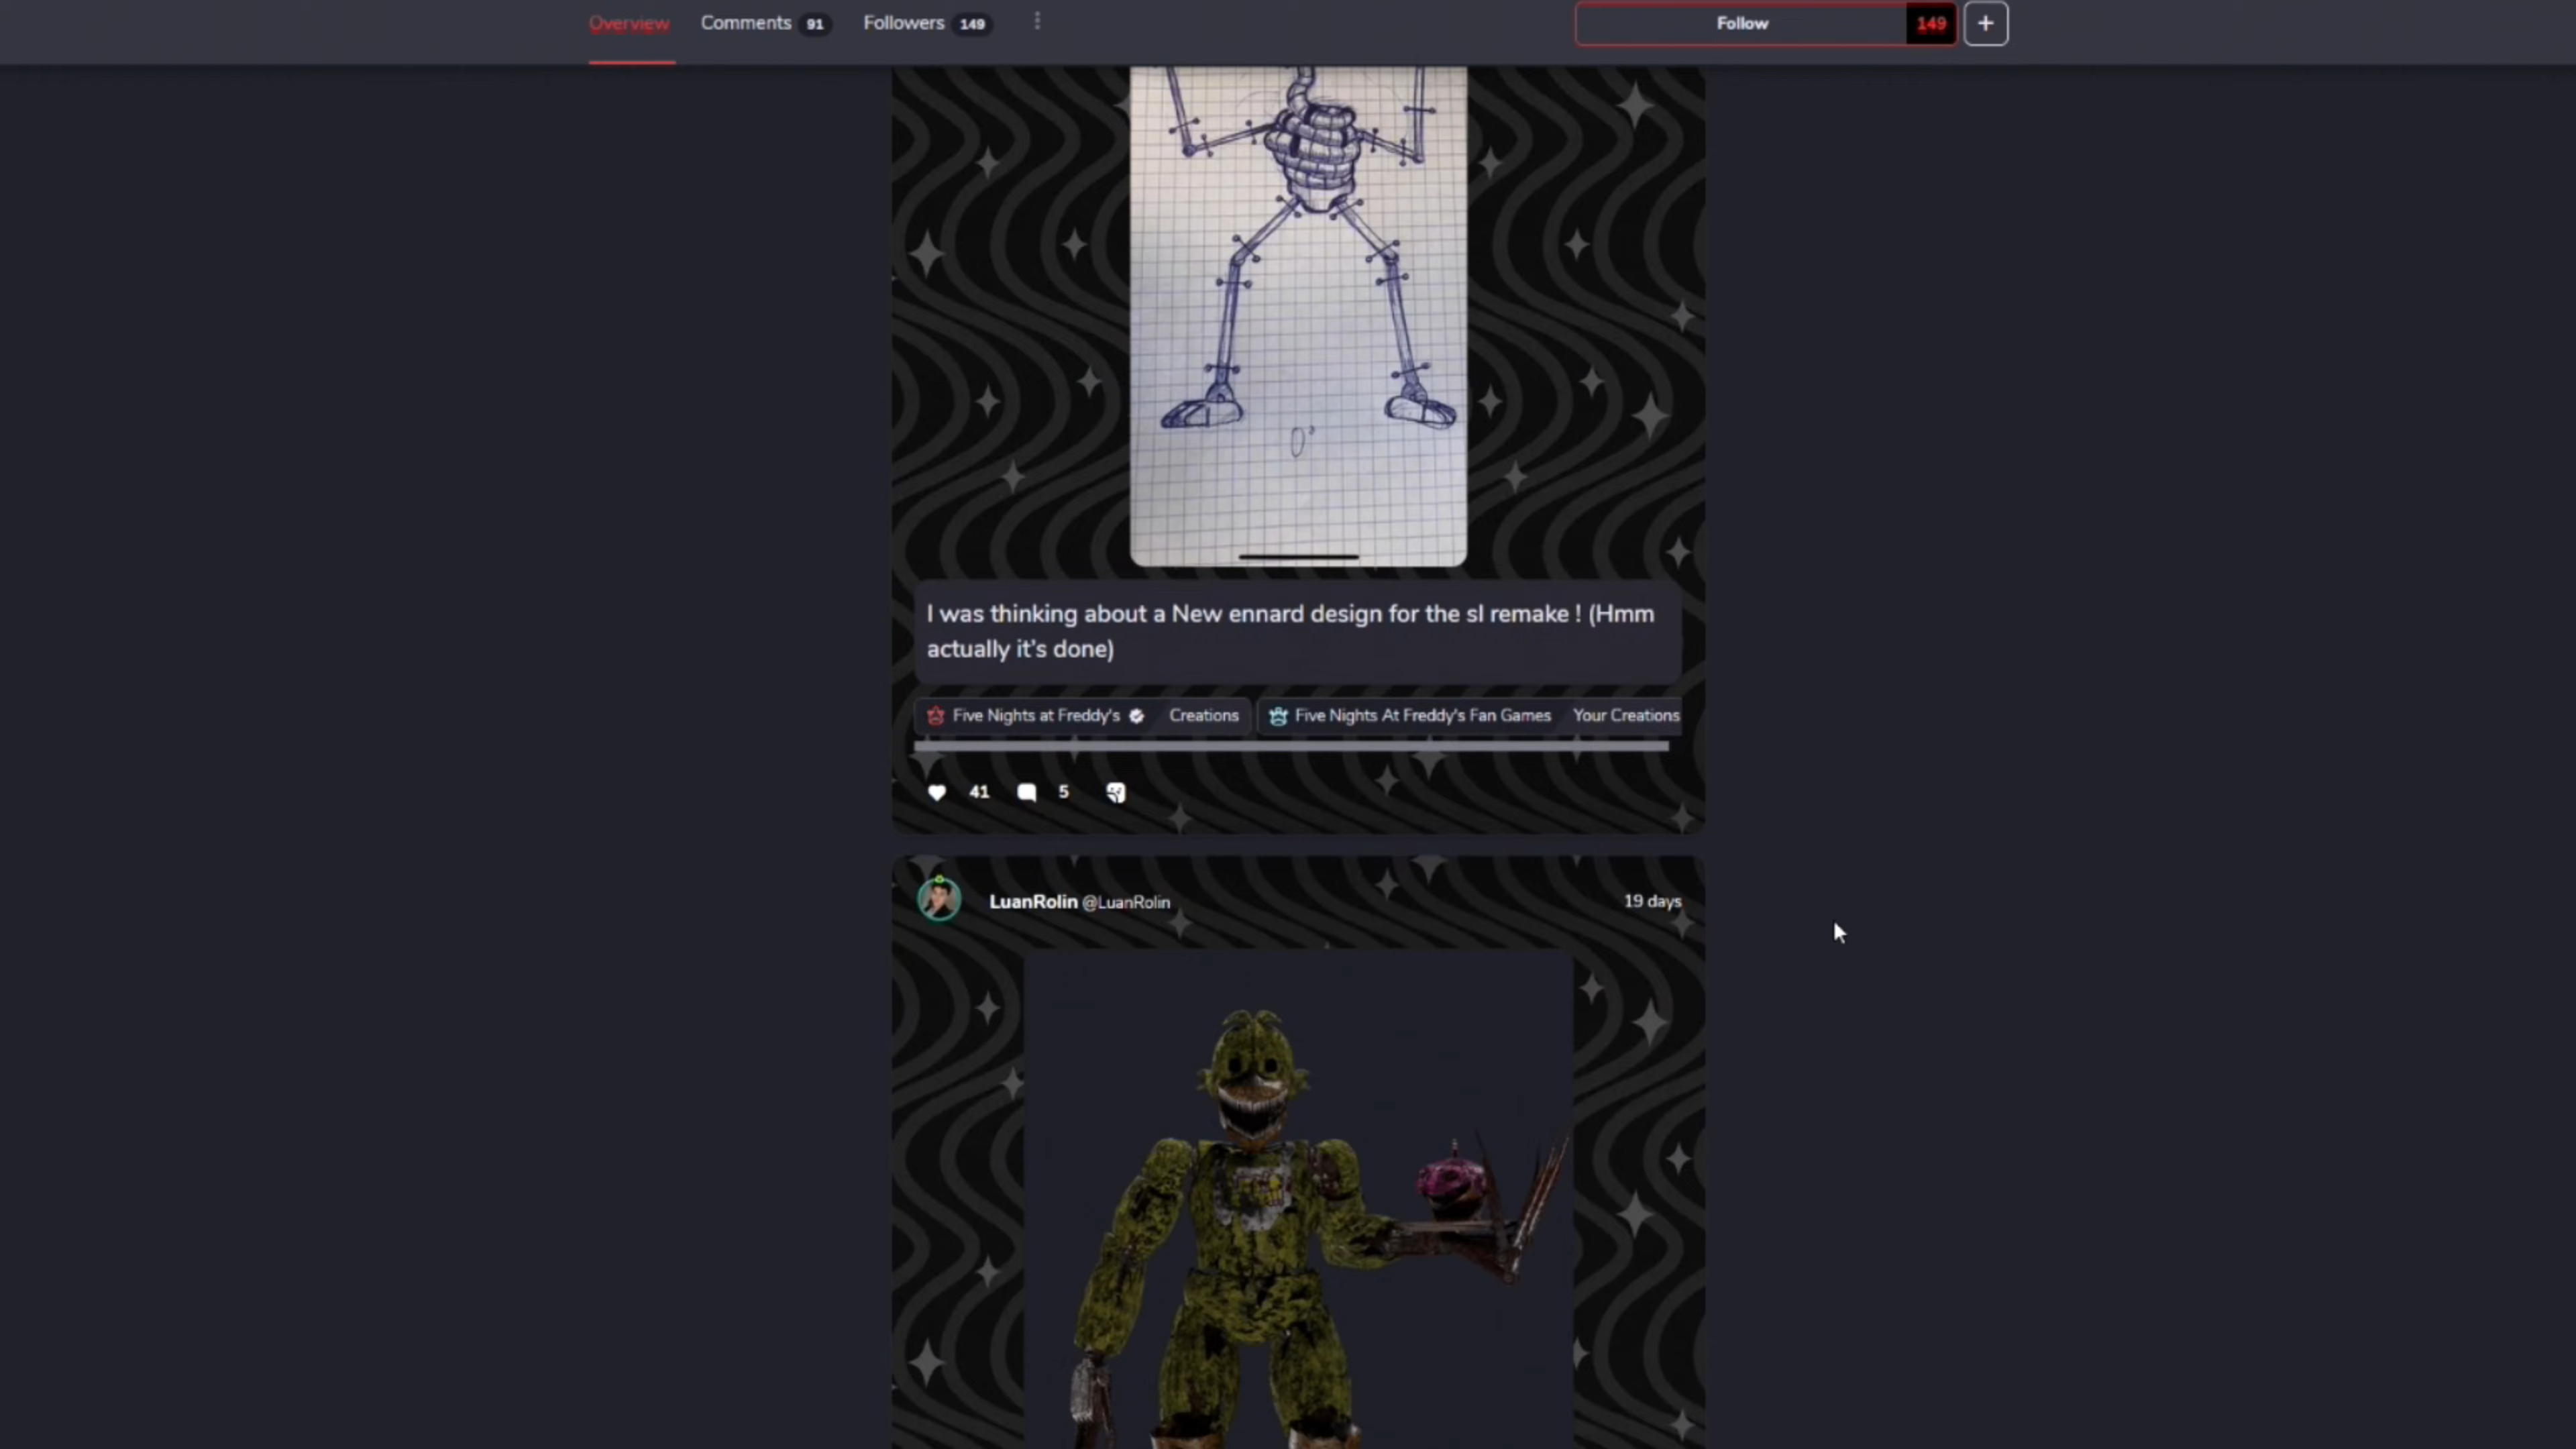 Overview Comments 91 Followers 149 Follow 149 +
0'
I was thinking about a New ennard design for the sl remake ! (Hmm
actually it's done)
Five Nights at Freddy's Creations Five Nights At Freddy's Fan Games Your Creations
41 5
LuanRolin @LuanRolin 19 days